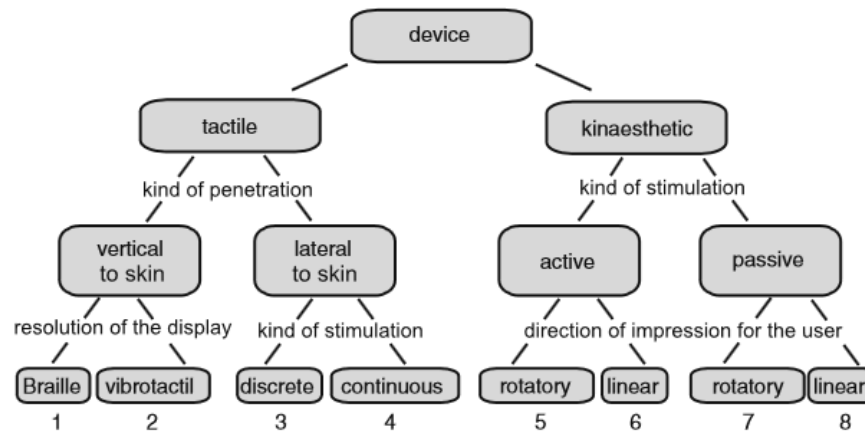 device
tactile
kinaesthetic
kind of penetration
kind of stimulation
vertical
to skin
lateral
to skin
active
passive
resolution of the display
kind of stimulation
direction of impression for the user
Braille
vibrotactil
discrete
continuous
rotatory
linear
rotatory
linear
1
2
3
4
5
6
7
8